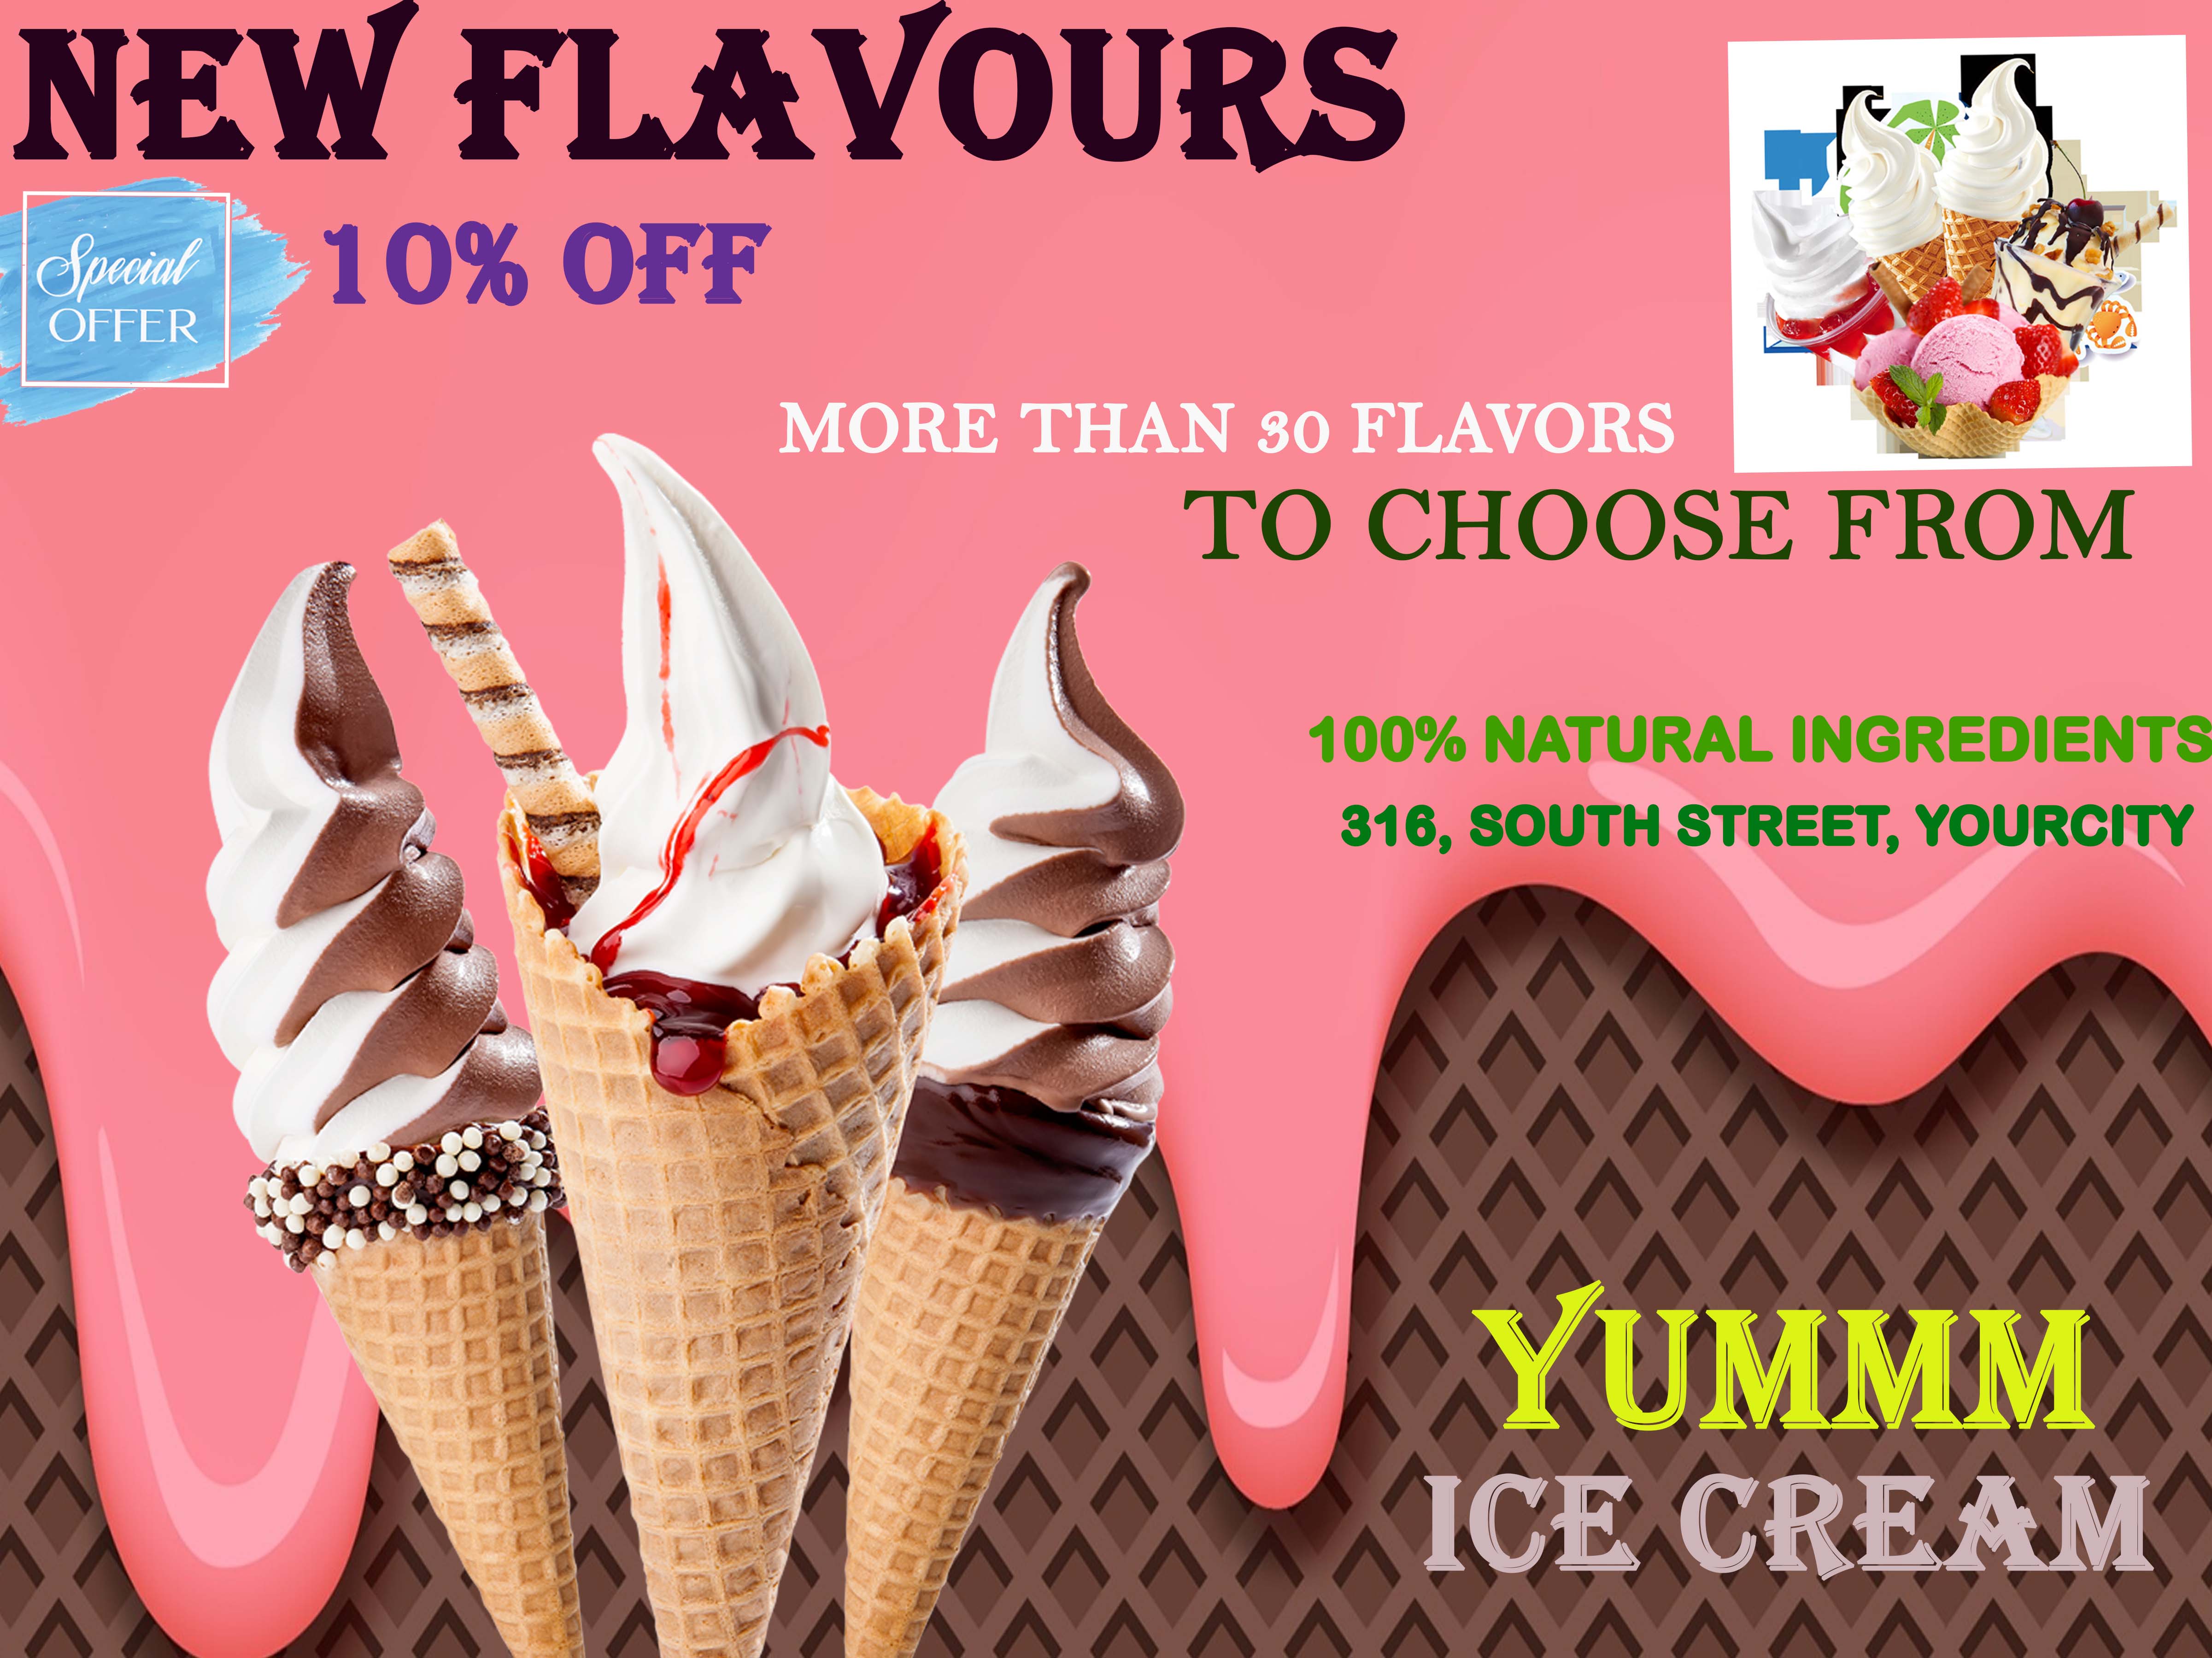 NEW FLAVOURS
Special
OFFER
10% OFF
MORE THAN 30 FLAVORS
TO CHOOSE FROM
100% NATURAL INGREDIENTS
316, SOUTH STREET, YOURCITY
YUMMM
ICE CREAM